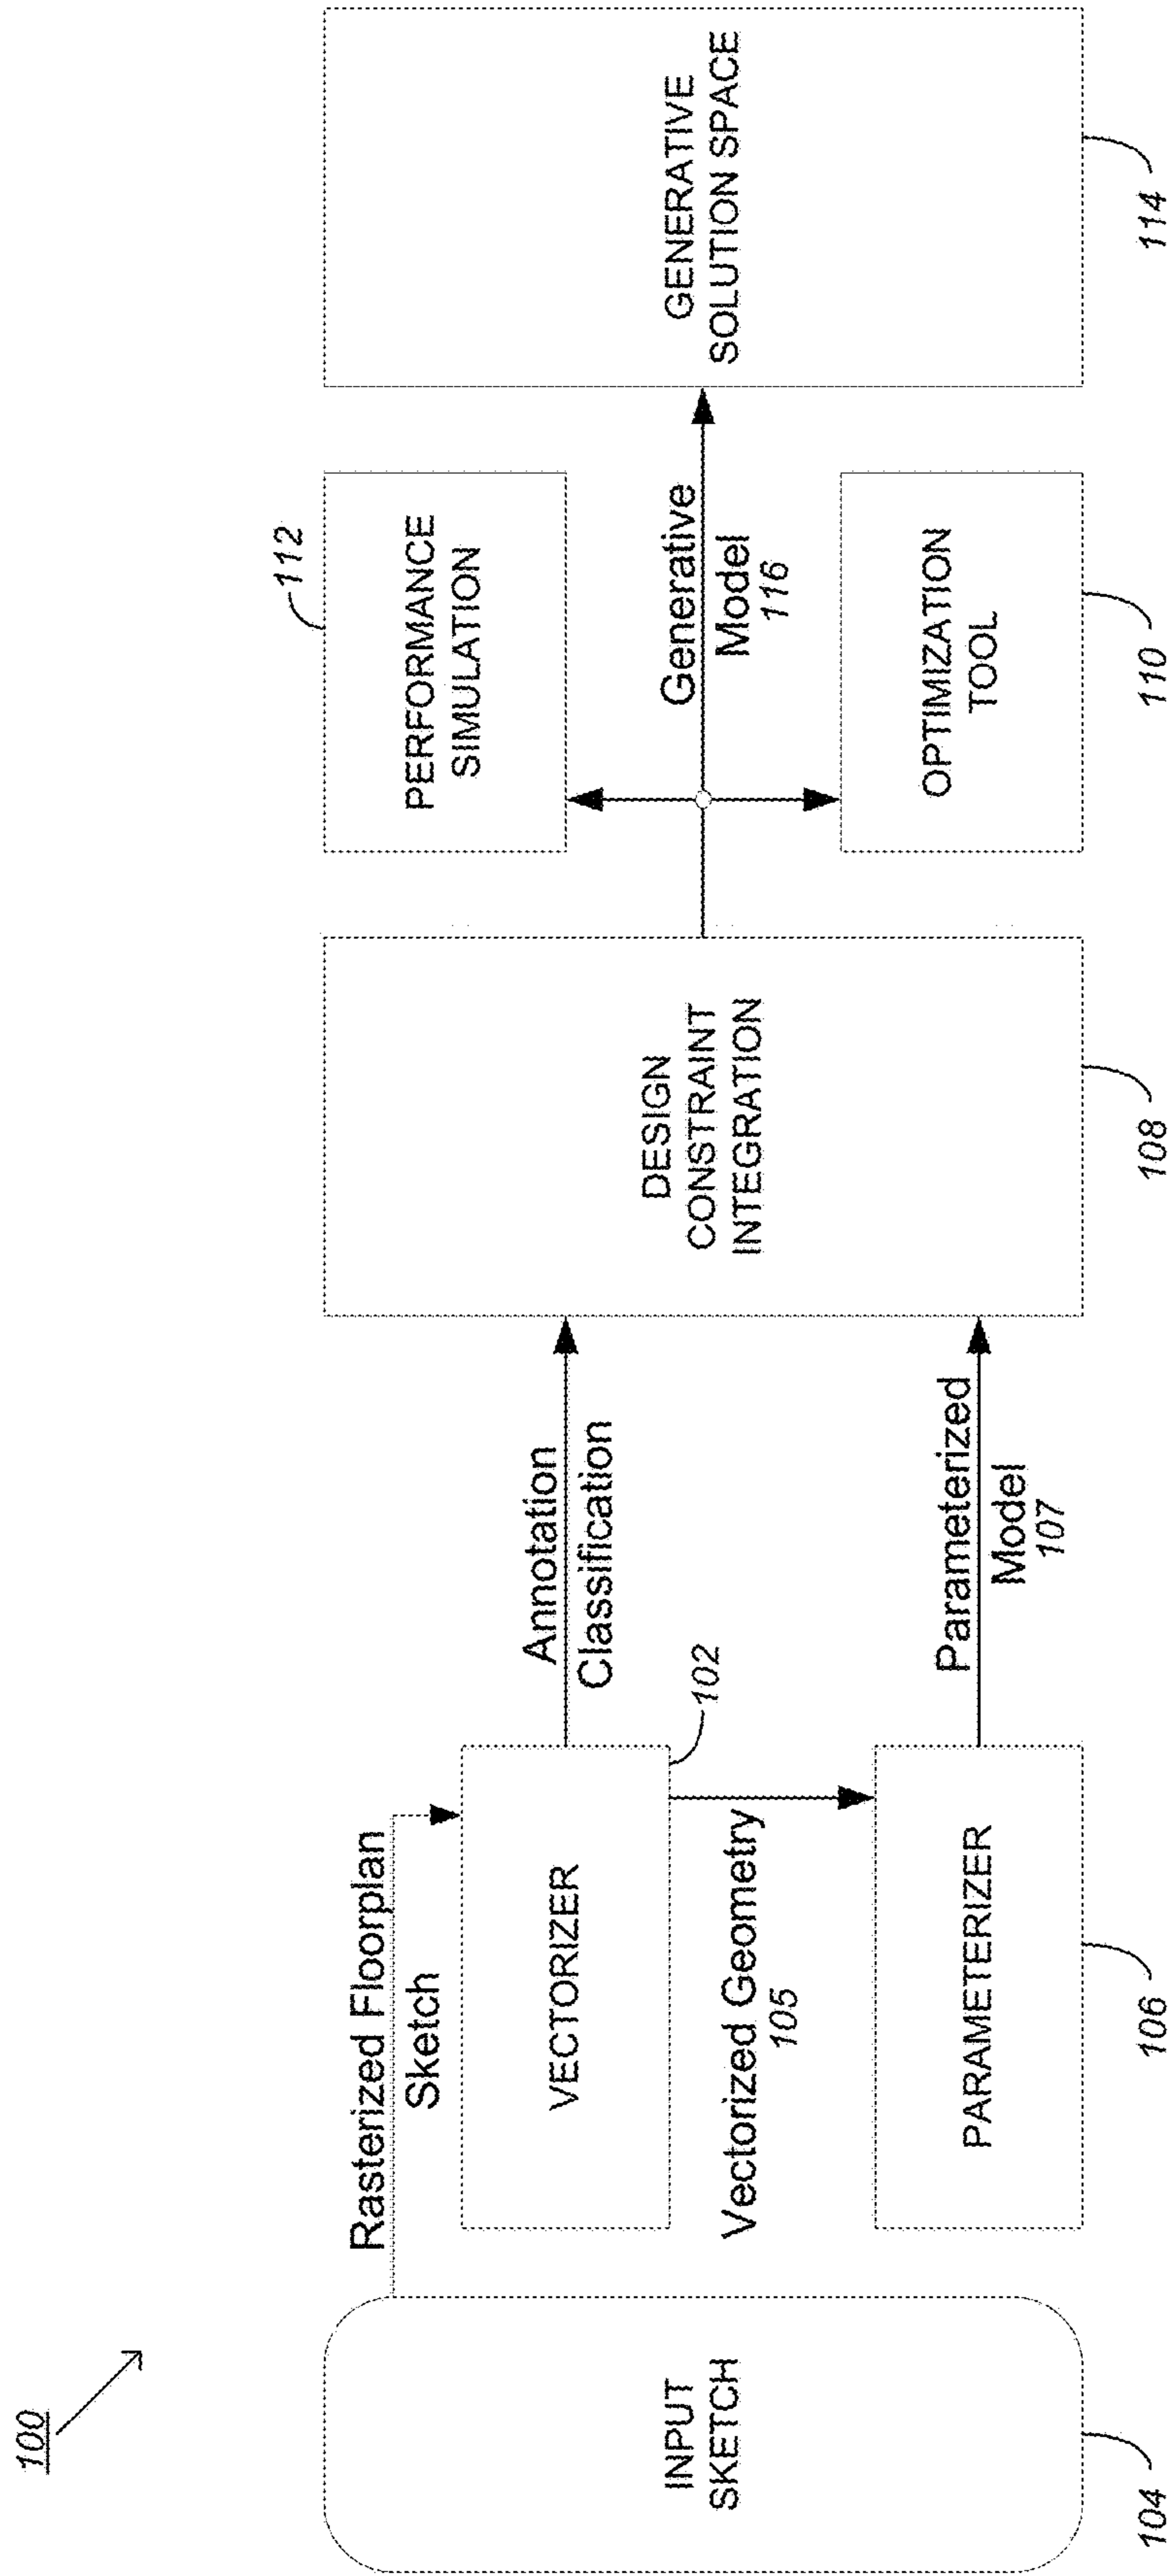 100
INPUT
SKETCH
104
Rasterized Floorplan
Sketch
VECTORIZER
102
Vectorized Geometry
105
PARAMETERIZER
106
Annotation
Classification
Parameterized
Model
107
DESIGN
CONSTRAINT
INTEGRATION
108
PERFORMANCE
SIMULATION
112
Generative
Model
116
OPTIMIZATION
TOOL
110
GENERATIVE
SOLUTION SPACE
114